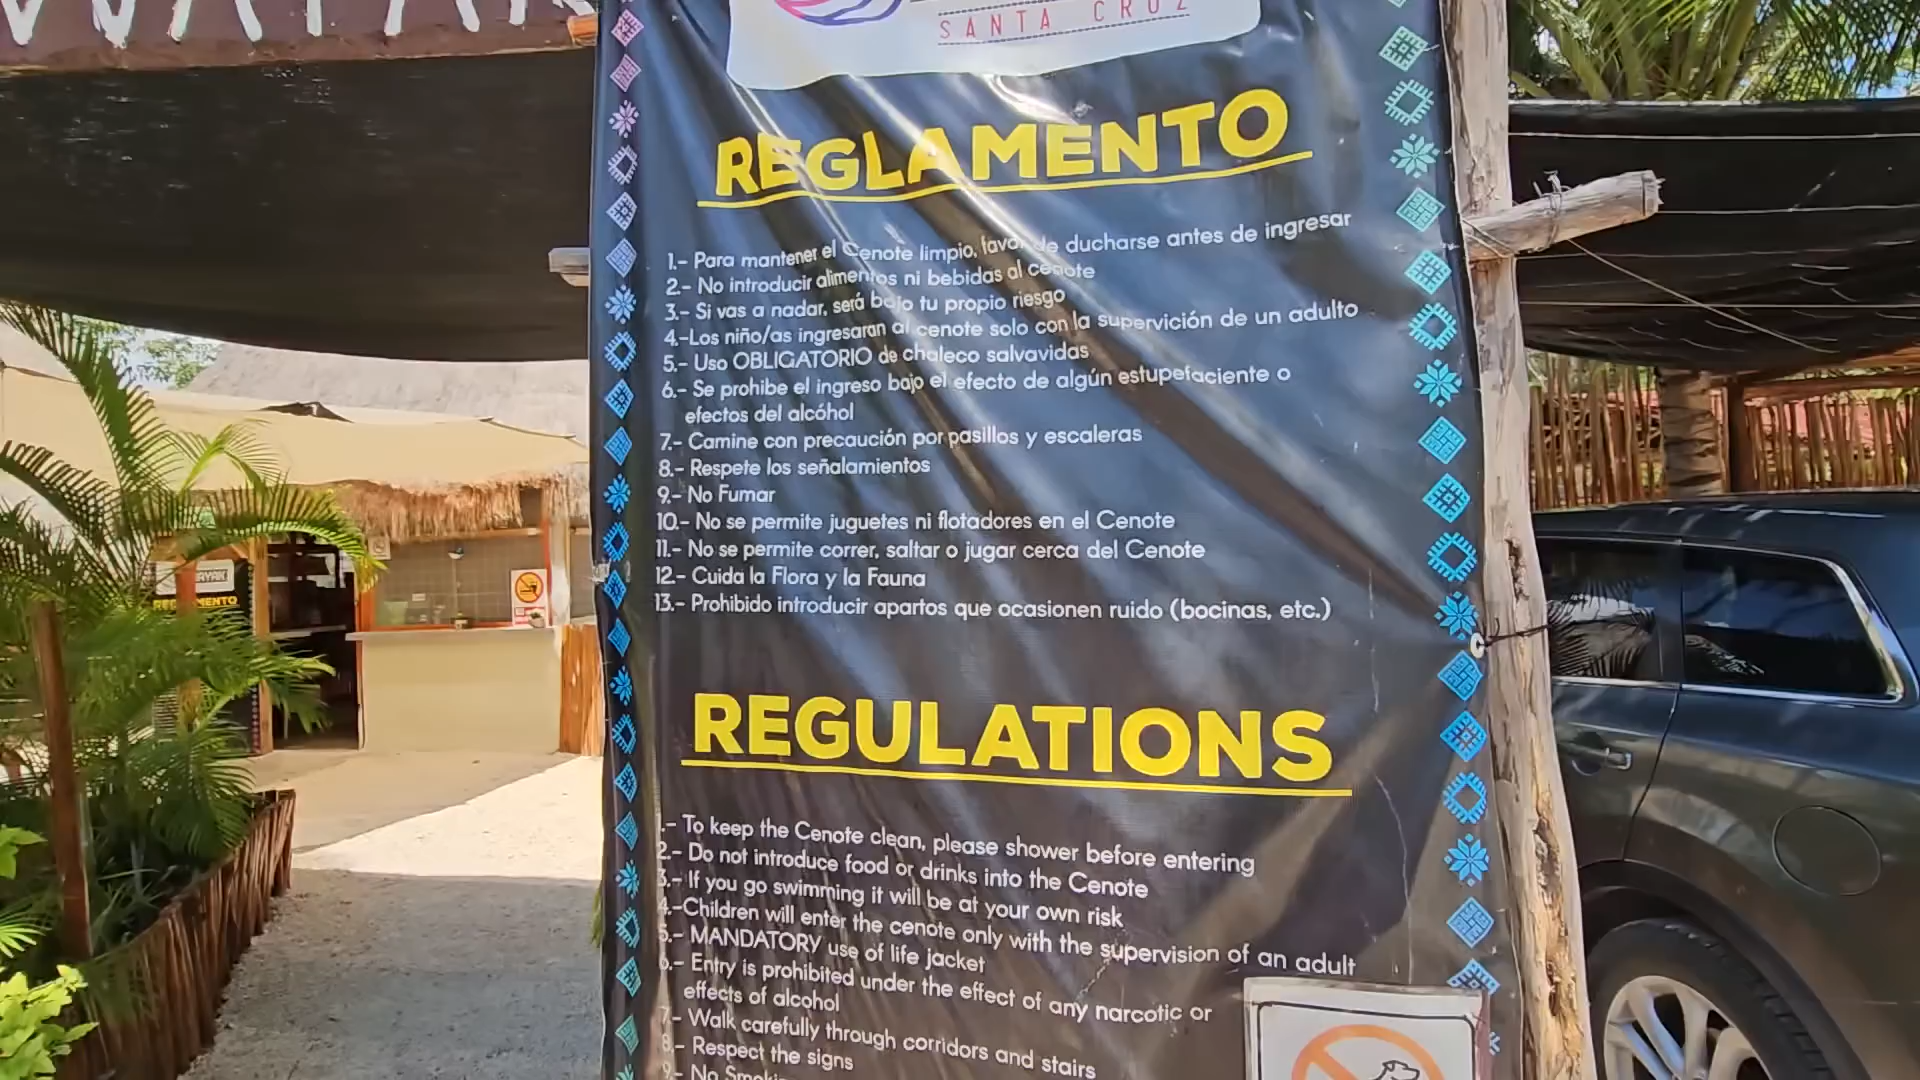 SANTA CRUZ
REGLAMENTO
1.- Para mantener el Cenote limpio, favor de ducharse antes de ingresar
2.- No introducir alimentos ni bebidas al cenote
3.- Si vas a nadar, será bajo tu propio riesgo
4.-Los niño/as ingresaran al cenote solo con la supervición de un adulto
5.- Uso OBLIGATORIO de chaleco salvavidas
6.- Se prohibe el ingreso bajo el efecto de algún estupefaciente o
efectos del alcóhol
7.- Camine con precaución por pasillos y escaleras
8.- Respete los señalamientos
9.- No Fumar
10.- No se permite juguetes ni flotadores en el Cenote
11.- No se permite correr, saltar o jugar cerca del Cenote
12.- Cuida la Flora y la Fauna
13.- Prohibido introducir apartos que ocasionen ruido (bocinas, etc.)
REGULATIONS
.- To keep the Cenote clean, please shower before entering
2.- Do not introduce food or drinks into the Cenote
3.- If you go swimming it will be at your own risk
4.-Children will enter the cenote only with the supervision of an adult
5.- MANDATORY use of life jacket
6.- Entry is prohibited under the effect of any narcotic or
effects of alcohol
7.- Walk carefully through corridors and stairs
8.- Respect the signs
9.- No Smoki
REGLAMENTO